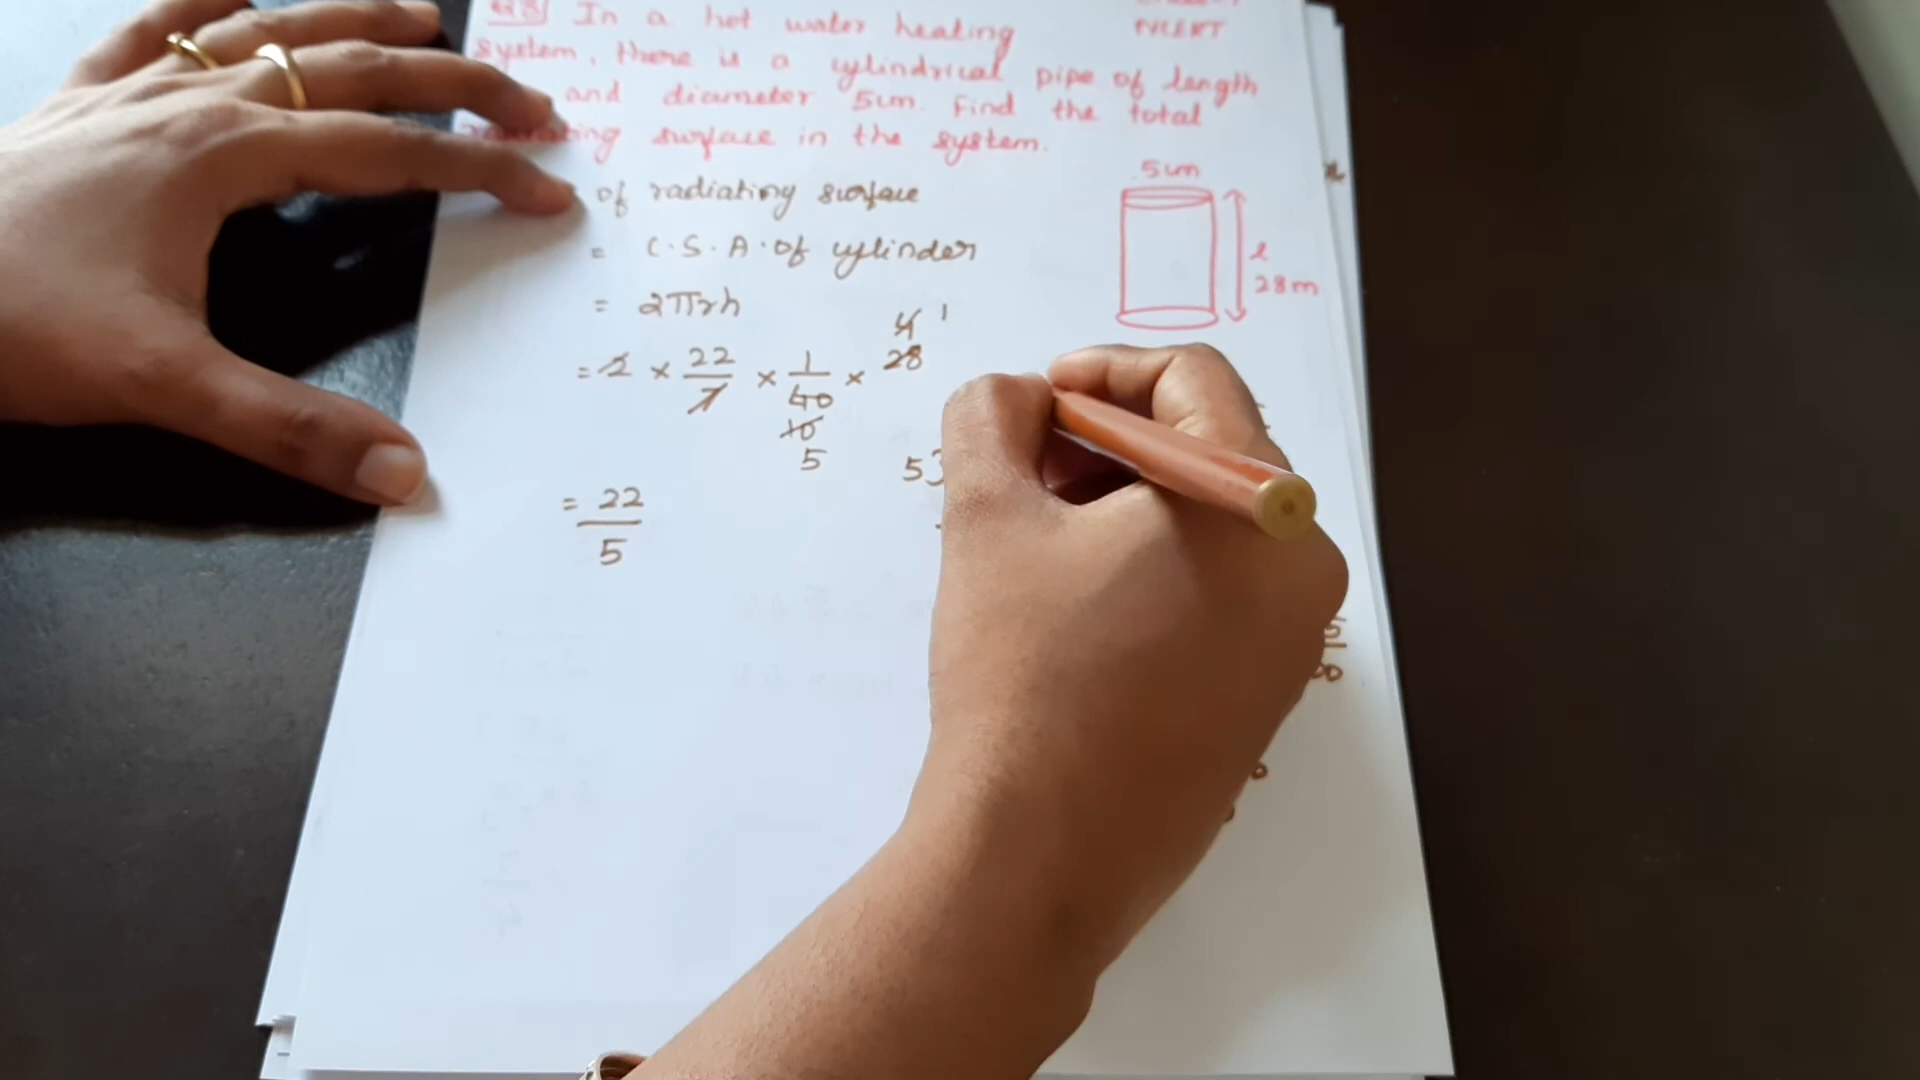 Q8) In a hot water heating
NCERT
system, there is a cylindrical pipe of length
and diameter 5cm. Find the total
radiating surface in the system.
of radiating surface
= C.S.A. of cylinder
= 2πrh
= 2 × 22/7 × 1/40 × 28
10
5
4 1
= 22/5
5cm
l
28m